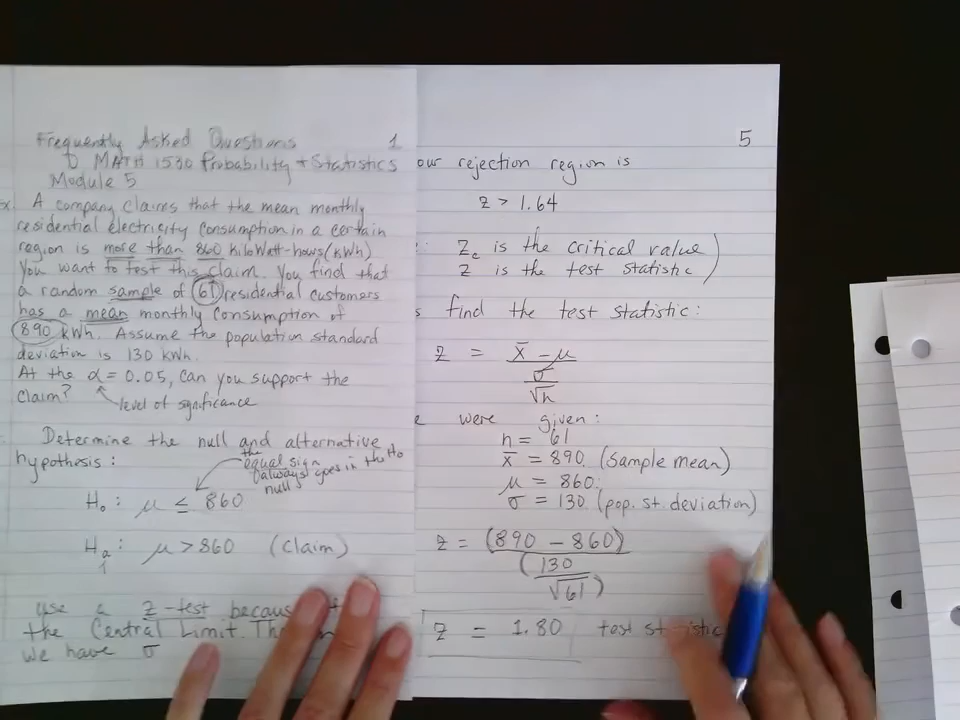 Frequently Asked Questions 1
to MATH 1530 Probability + Statistics
Module 5
Ex A company claims that the mean monthly
residential electricity consumption in a certain
region is more than 860 kiloWatt-hours (kWh)
You want to test this claim. You find that
a random sample of 61 residential customers
has a mean monthly consumption of
890 kWh. Assume the population standard
deviation is 130 kWh.
At the α = 0.05, can you support the
claim?
level of significance
Determine the null and alternative
hypothesis:
the equal sign
always goes in the H₀
null
H₀: μ ≤ 860
Hₐ: μ > 860 (claim)
use a z-test because
the Central Limit
we have σ
5
our rejection region is
z > 1.64
: Z_c is the critical value
z is the test statistic )
find the test statistic:
z = x̄ - μ
σ
√n
were given:
n = 61
x̄ = 890. (sample mean)
μ = 860.
σ = 130 (pop. st. deviation)
z = (890 - 860)
(130
√61)
z = 1.80 test statistic